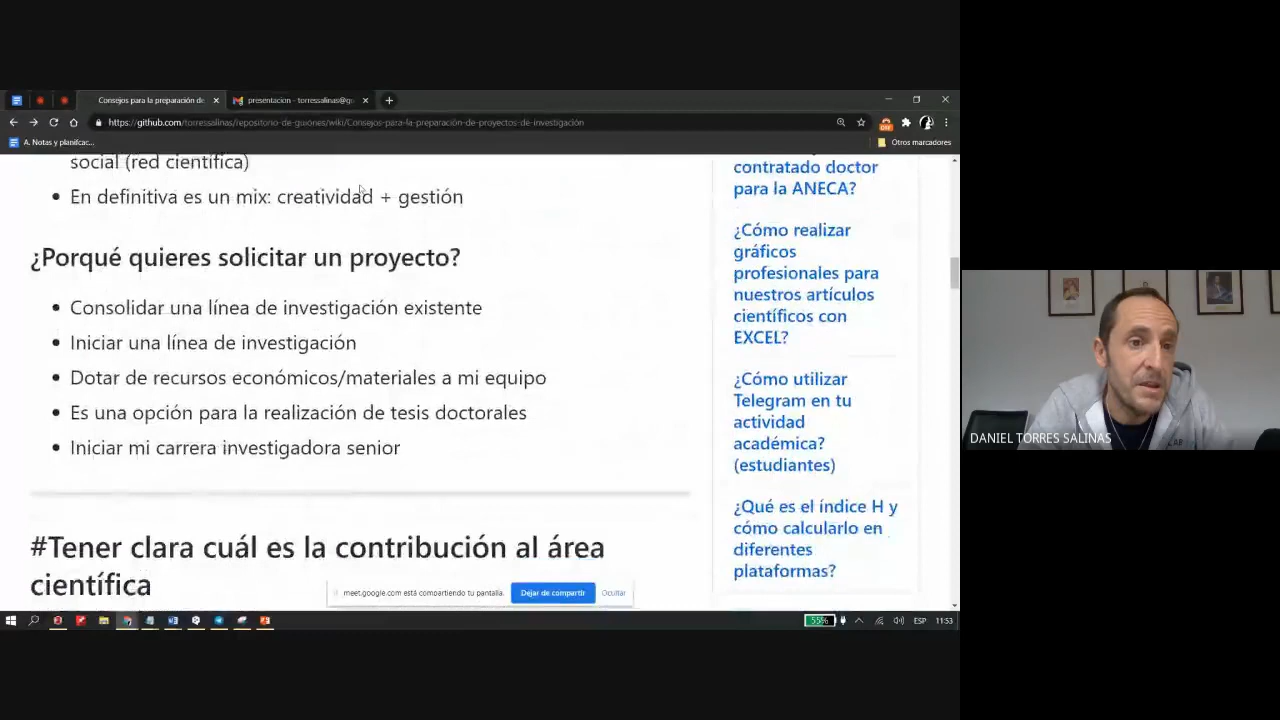 Consejos para la preparación de
presentacion - torressalinas@gu
https://github.com/torressalinas/repositorio-de-guiones/wiki/Consejos-para-la-preparación-de-proyectos-de-investigación
A. Notas y planifcac...
Otros marcadores
social (red científica)
En definitiva es un mix: creatividad + gestión
¿Porqué quieres solicitar un proyecto?
Consolidar una línea de investigación existente
Iniciar una línea de investigación
Dotar de recursos económicos/materiales a mi equipo
Es una opción para la realización de tesis doctorales
Iniciar mi carrera investigadora senior
#Tener clara cuál es la contribución al área
científica
contratado doctor
para la ANECA?
¿Cómo realizar
gráficos
profesionales para
nuestros artículos
científicos con
EXCEL?
¿Cómo utilizar
Telegram en tu
actividad
académica?
(estudiantes)
¿Qué es el índice H y
cómo calcularlo en
diferentes
plataformas?
meet.google.com está compartiendo tu pantalla.
Dejar de compartir
Ocultar
55%
ESP
11:53
DANIEL TORRES SALINAS